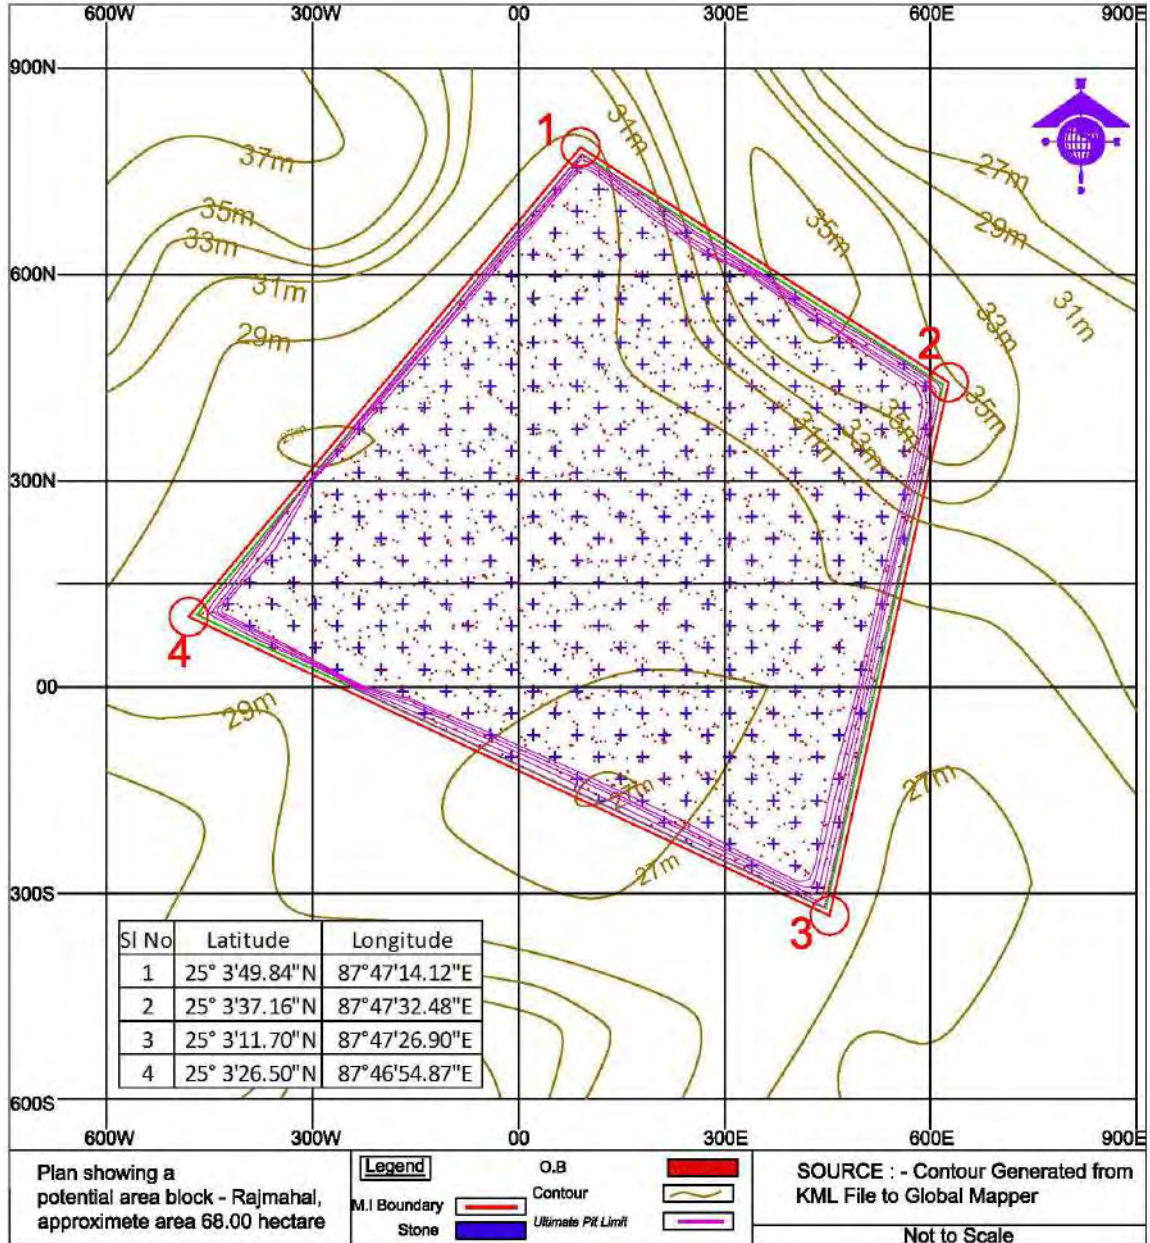 600W 300W 00 300E 600E 900E
900N
1
31m
37m
27m
35m
35m
29m
33m
31m
31m
600N
33m
29m
2
35m
35m
31m
33m
300N
4
00
29m
27m
27m
27m
300S
3
Sl No Latitude Longitude
1 25° 3'49.84"N 87°47'14.12"E
2 25° 3'37.16"N 87°47'32.48"E
3 25° 3'11.70"N 87°47'26.90"E
4 25° 3'26.50"N 87°46'54.87"E
600S
600W 300W 00 300E 600E 900E
Plan showing a
potential area block - Rajmahal,
approximete area 68.00 hectare
Legend
O.B
Contour
M.I Boundary
Ultimate Pit Limit
Stone
SOURCE : - Contour Generated from
KML File to Global Mapper
Not to Scale